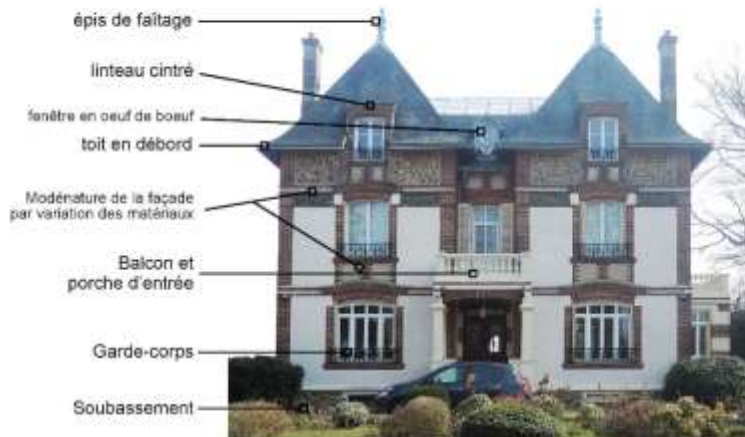 épis de faîtage
linteau cintré
fenêtre en oeuf de boeuf
toit en débord
Modénature de la façade
par variation des matériaux
Balcon et
porche d'entrée
Garde-corps
Soubassement